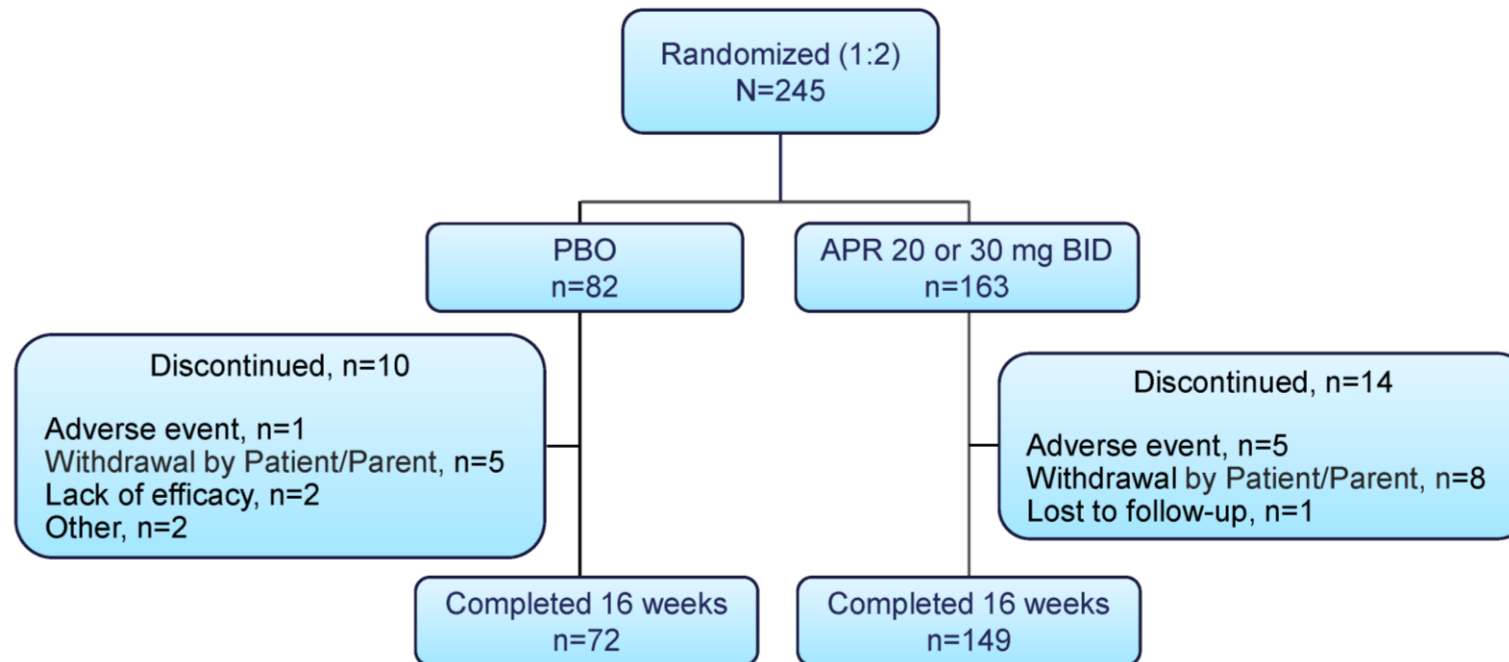 Randomized (1:2)
N=245
PBO
n=82
APR 20 or 30 mg BID
n=163
Discontinued, n=10
Adverse event, n=1
Withdrawal by Patient/Parent, n=5
Lack of efficacy, n=2
Other, n=2
Discontinued, n=14
Adverse event, n=5
Withdrawal by Patient/Parent, n=8
Lost to follow-up, n=1
Completed 16 weeks
n=72
Completed 16 weeks
n=149